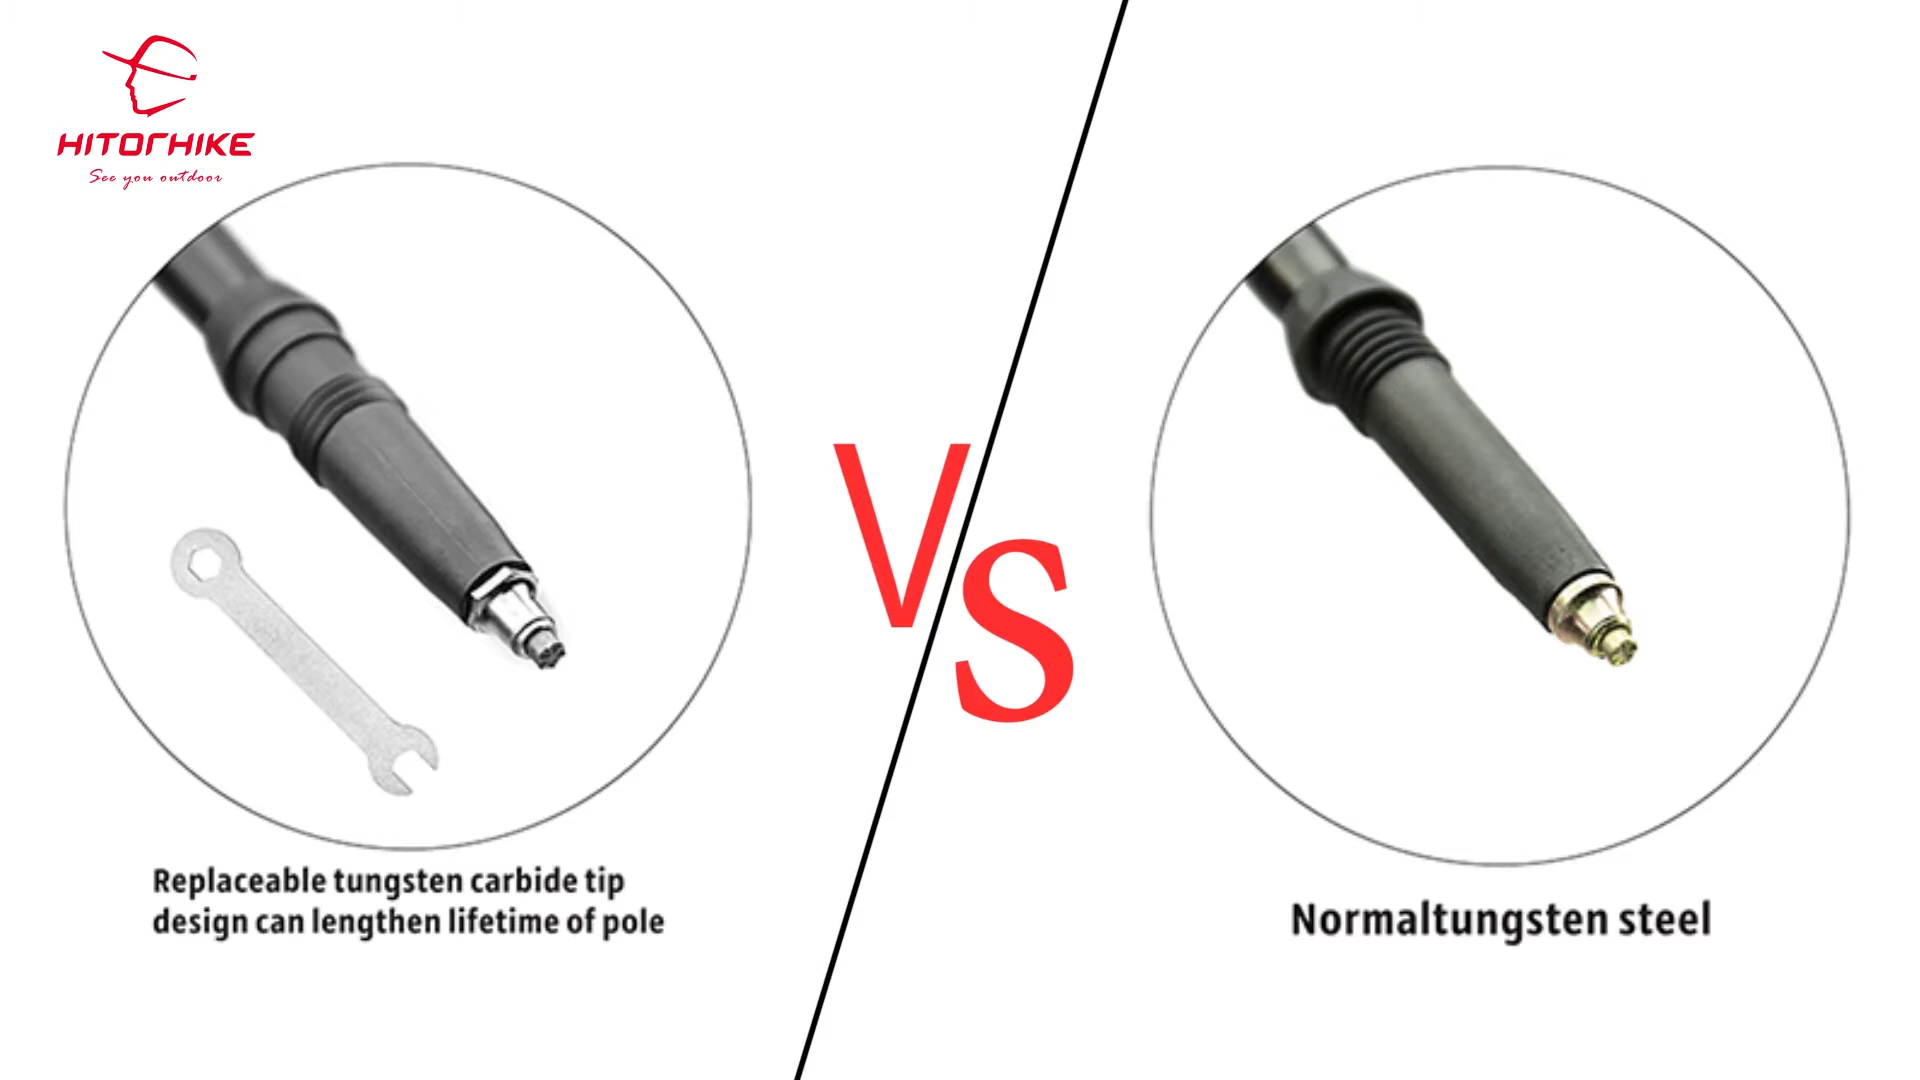 HITORHIKE
See you outdoor
VS
Replaceable tungsten carbide tip
design can lengthen lifetime of pole
Normaltungsten steel